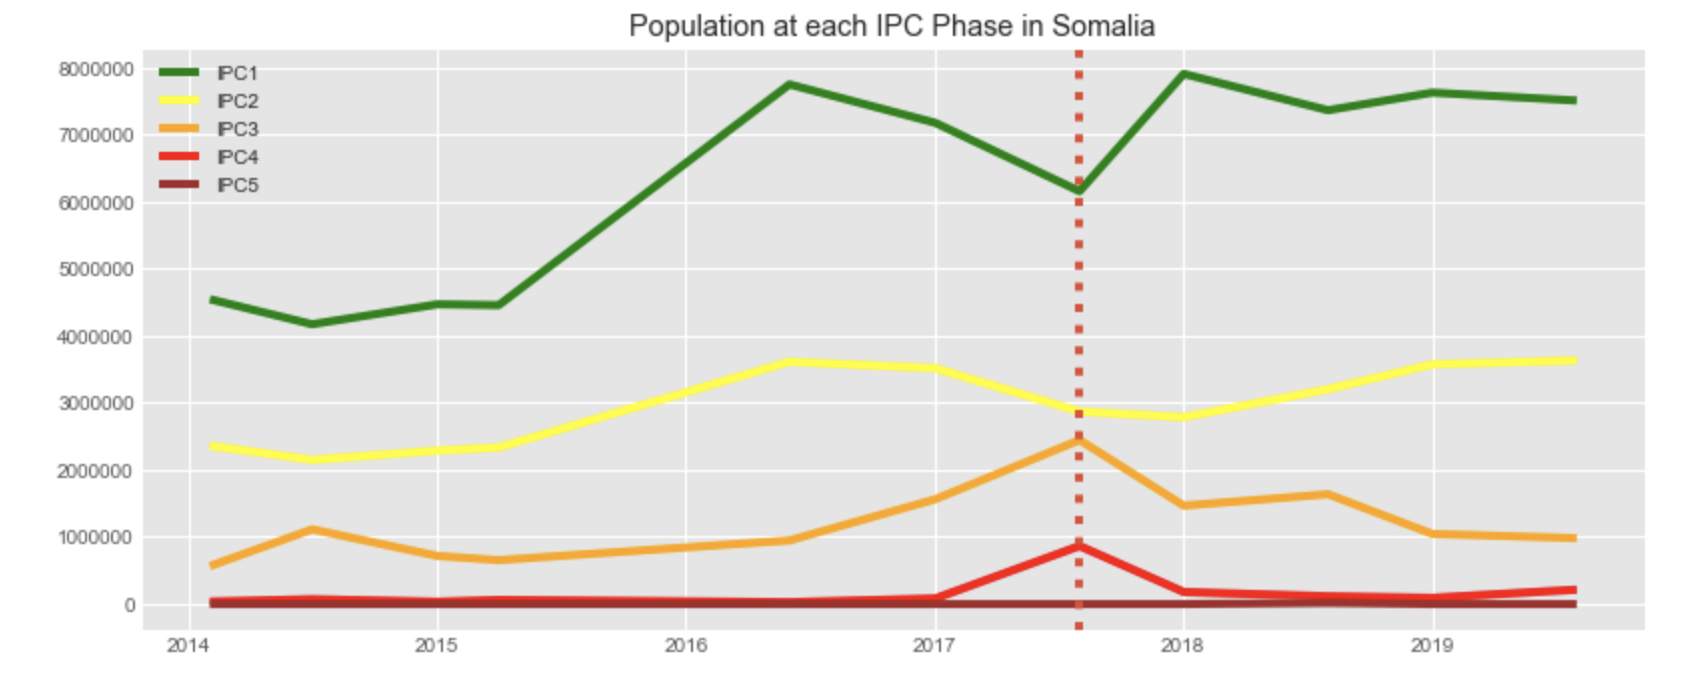 Population at each IPC Phase in Somalia
8000000
7000000
6000000
5000000
4000000
3000000
2000000
1000000
0
IPC1
IPC2
IPC3
IPC4
IPC5
2014 2015 2016 2017 2018 2019